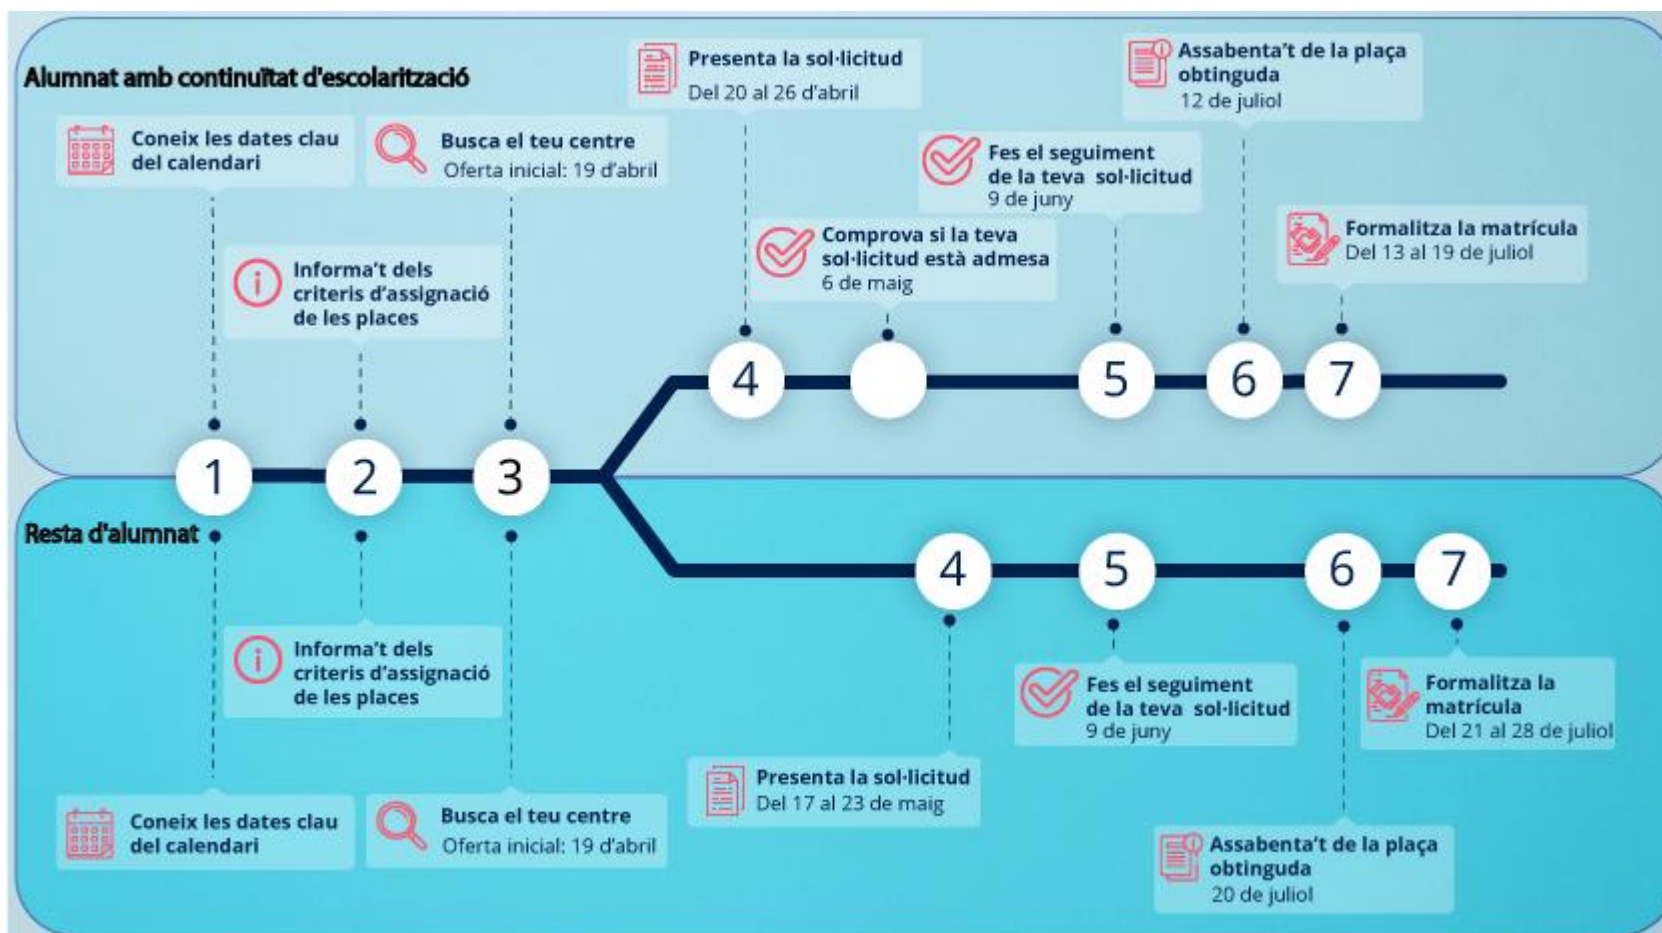 Alumnat amb continuïtat d'escolarització
Coneix les dates clau
del calendari
Informa't dels
criteris d'assignació
de les places
Busca el teu centre
Oferta inicial: 19 d'abril
Presenta la sol·licitud
Del 20 al 26 d'abril
Comprova si la teva
sol·licitud està admesa
6 de maig
Fes el seguiment
de la teva sol·licitud
9 de juny
Assabenta't de la plaça
obtinguda
12 de juliol
Formalitza la matrícula
Del 13 al 19 de juliol
4
5
6
7
1
2
3
Resta d'alumnat
4
5
6
7
Coneix les dates clau
del calendari
Informa't dels
criteris d'assignació
de les places
Busca el teu centre
Oferta inicial: 19 d'abril
Presenta la sol·licitud
Del 17 al 23 de maig
Fes el seguiment
de la teva sol·licitud
9 de juny
Assabenta't de la plaça
obtinguda
20 de juliol
Formalitza la
matrícula
Del 21 al 28 de juliol